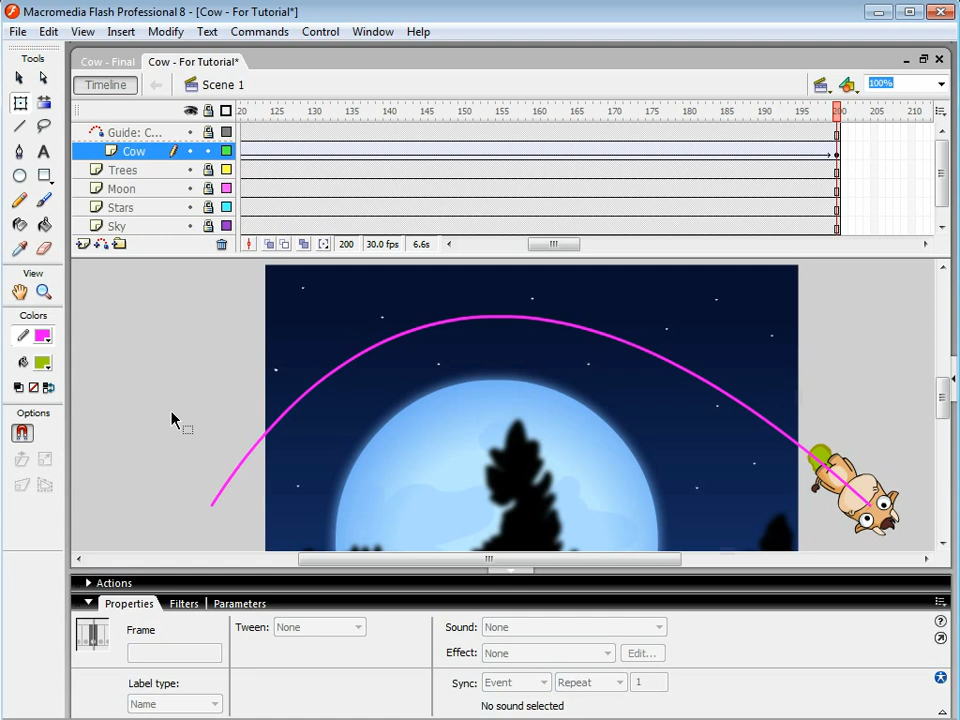 Macromedia Flash Professional 8 - [Cow - For Tutorial*]
File Edit View Insert Modify Text Commands Control Window Help
Tools
Cow - Final Cow - For Tutorial*
Timeline Scene 1 100%
20 125 130 135 140 145 150 155 160 165 170 175 180 185 190 195 200 205 210
Guide: C...
Cow
Trees
Moon
Stars
Sky
200 30.0 fps 6.6s
View
Colors
Options
Actions
Properties Filters Parameters
Frame Tween: None Sound: None
Effect: None Edit...
Label type: Sync: Event Repeat 1
Name No sound selected